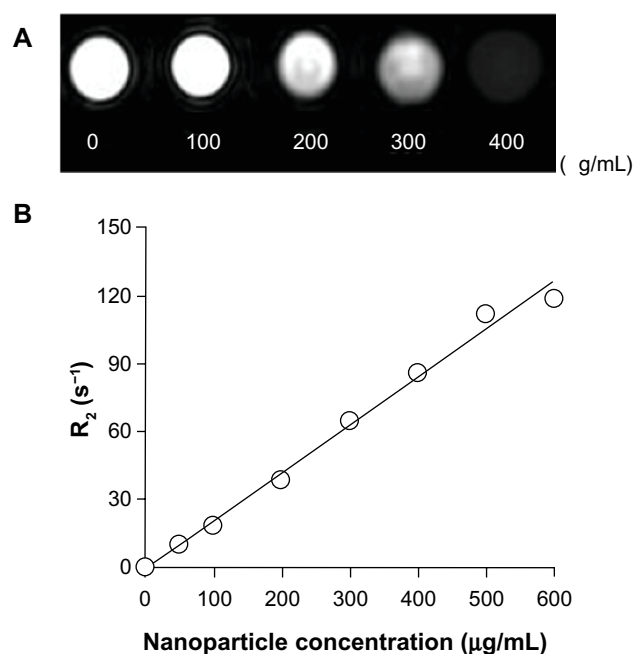 A
0 100 200 300 400
( g/mL)
B
150
120
90
60
30
0
R₂ (s⁻¹)
0 100 200 300 400 500 600
Nanoparticle concentration (μg/mL)